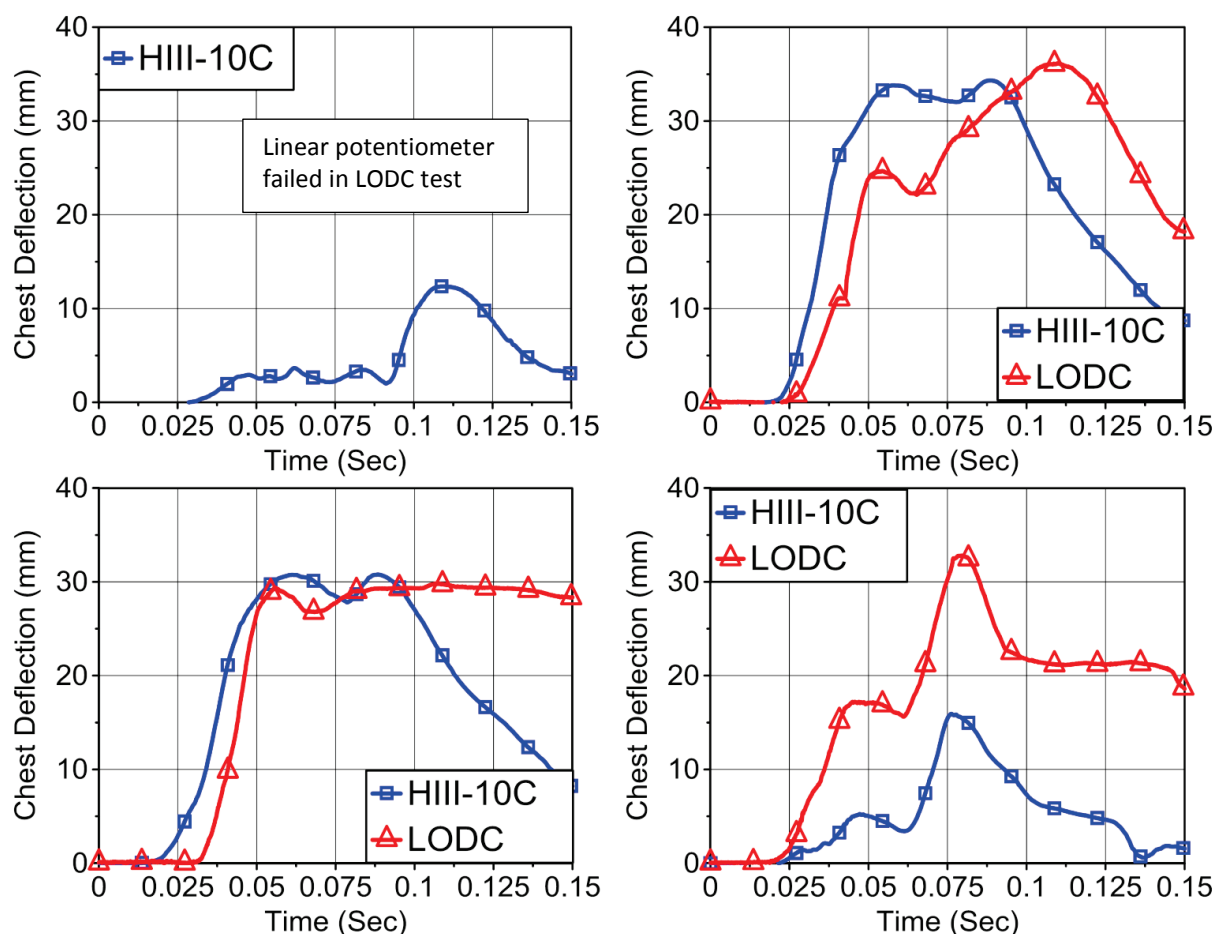 40
30
20
10
0
Chest Deflection (mm)
HIII-10C
Linear potentiometer
failed in LODC test
0 0.025 0.05 0.075 0.1 0.125 0.15
Time (Sec)
40
30
20
10
0
Chest Deflection (mm)
HIII-10C
LODC
0 0.025 0.05 0.075 0.1 0.125 0.15
Time (Sec)
40
30
20
10
0
Chest Deflection (mm)
HIII-10C
LODC
0 0.025 0.05 0.075 0.1 0.125 0.15
Time (Sec)
40
30
20
10
0
Chest Deflection (mm)
HIII-10C
LODC
0 0.025 0.05 0.075 0.1 0.125 0.15
Time (Sec)